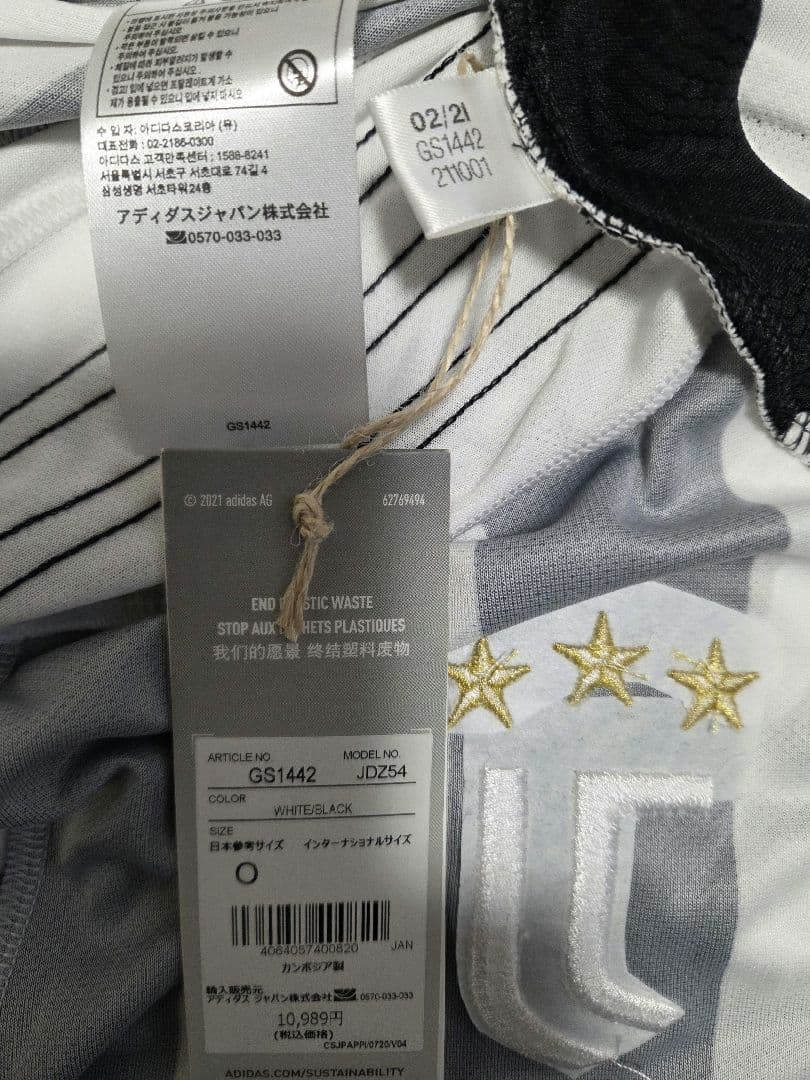 의하여 주십시오.
수 입 자: 아디다스코리아 (유)
대표전화 : 02-2186-0300
아디다스 고객만족센터 : 1588-8241
서울특별시 서초구 서초대로 74길 4
삼성생명 서초타워 24층
アディダスジャパン株式会社
0570-033-033
GS1442
02/21
GS1442
211001
© 2021 adidas AG
62769494
END WASTE
STOP AUX PLASTIQUES
我们的愿景 终结塑料废物
ARTICLE NO.
MODEL NO.
GS1442
JDZ54
COLOR
WHITE/BLACK
SIZE
日本参考サイズ インターナショナルサイズ
O
4064057400820
JAN
カンボジア製
輸入販売元
アディダス ジャパン株式会社 0570-033-033
10,989円
(税込価格)
CSJPAPPI/0720/V04
ADIDAS.COM/SUSTAINABILITY